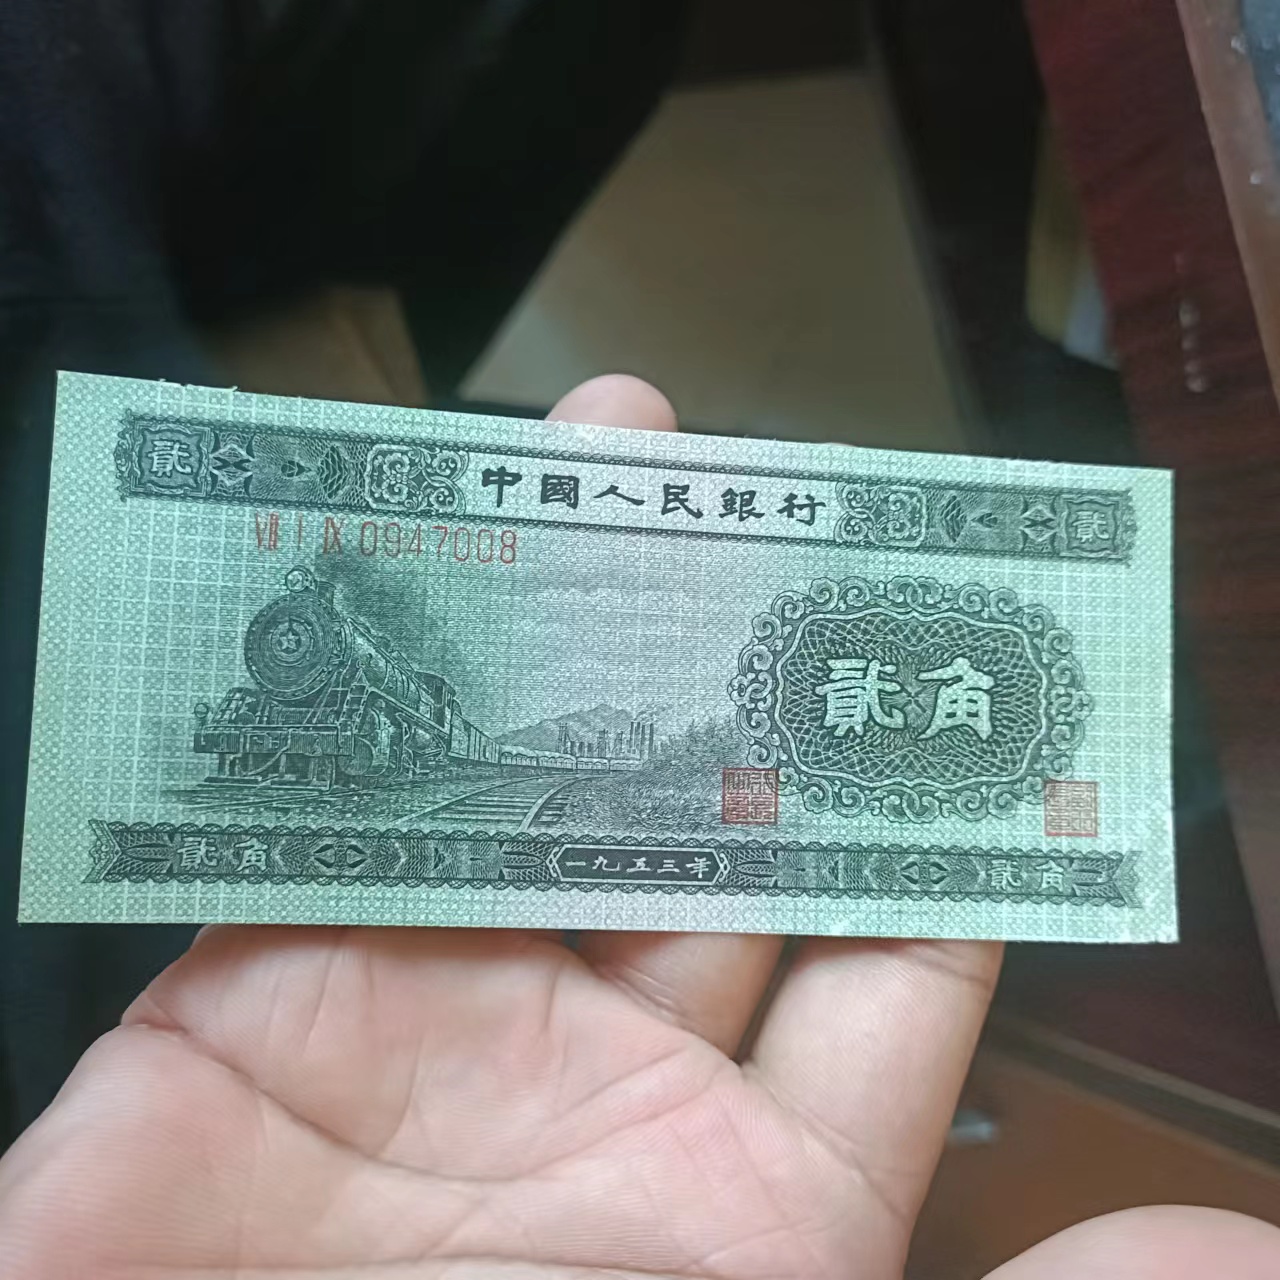 貳 中國人民銀行 貳
Ⅶ Ⅰ Ⅸ 0947008
貳角
貳角 一九五三年 貳角